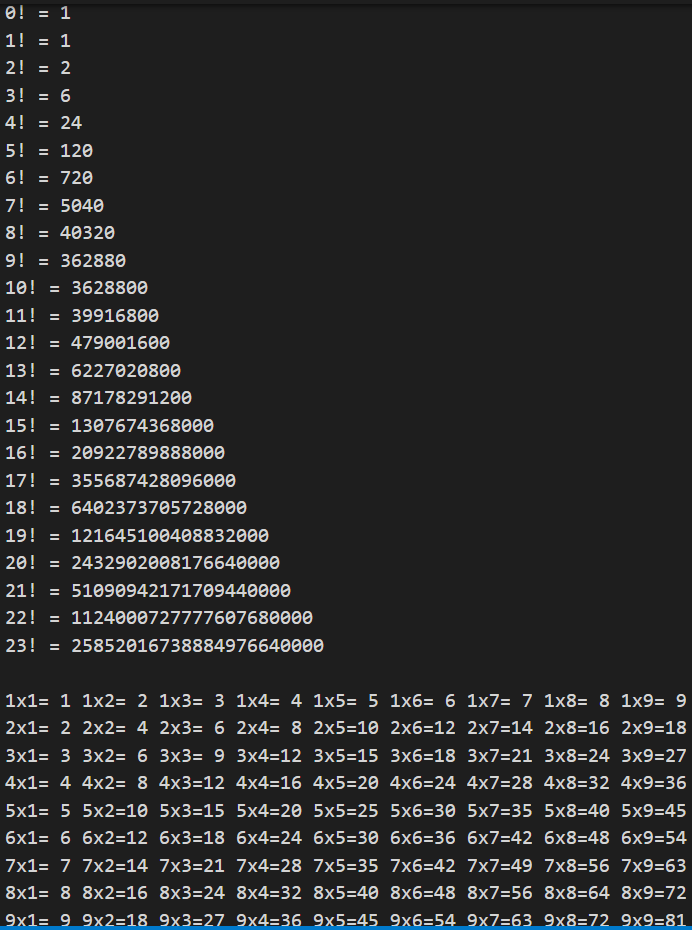 0! = 1
1! = 1
2! = 2
3! = 6
4! = 24
5! = 120
6! = 720
7! = 5040
8! = 40320
9! = 362880
10! = 3628800
11! = 39916800
12! = 479001600
13! = 6227020800
14! = 87178291200
15! = 1307674368000
16! = 20922789888000
17! = 355687428096000
18! = 6402373705728000
19! = 121645100408832000
20! = 2432902008176640000
21! = 51090942171709440000
22! = 1124000727777607680000
23! = 25852016738884976640000
1x1= 1 1x2= 2 1x3= 3 1x4= 4 1x5= 5 1x6= 6 1x7= 7 1x8= 8 1x9= 9
2x1= 2 2x2= 4 2x3= 6 2x4= 8 2x5=10 2x6=12 2x7=14 2x8=16 2x9=18
3x1= 3 3x2= 6 3x3= 9 3x4=12 3x5=15 3x6=18 3x7=21 3x8=24 3x9=27
4x1= 4 4x2= 8 4x3=12 4x4=16 4x5=20 4x6=24 4x7=28 4x8=32 4x9=36
5x1= 5 5x2=10 5x3=15 5x4=20 5x5=25 5x6=30 5x7=35 5x8=40 5x9=45
6x1= 6 6x2=12 6x3=18 6x4=24 6x5=30 6x6=36 6x7=42 6x8=48 6x9=54
7x1= 7 7x2=14 7x3=21 7x4=28 7x5=35 7x6=42 7x7=49 7x8=56 7x9=63
8x1= 8 8x2=16 8x3=24 8x4=32 8x5=40 8x6=48 8x7=56 8x8=64 8x9=72
9x1= 9 9x2=18 9x3=27 9x4=36 9x5=45 9x6=54 9x7=63 9x8=72 9x9=81